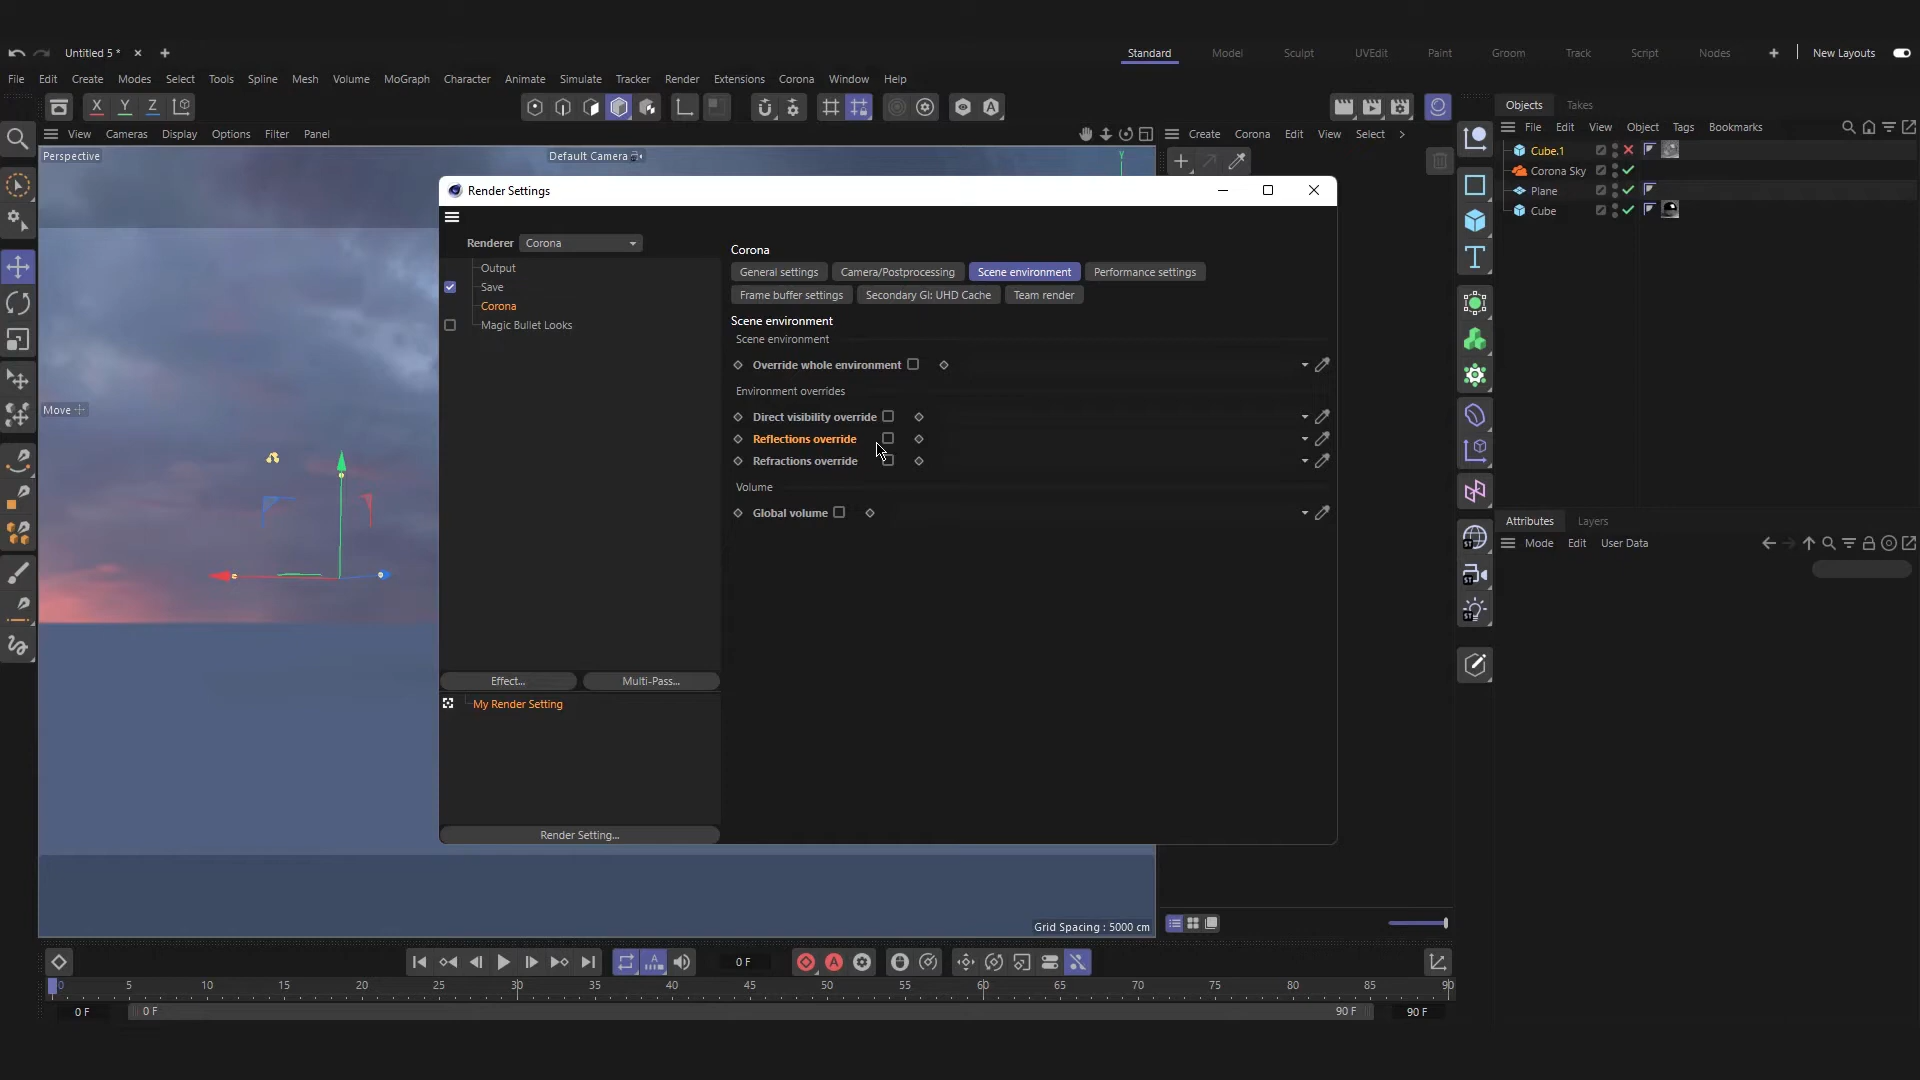 Untitled 5 *
Standard Model Sculpt UVEdit Paint Groom Track Script Nodes New Layouts
File Edit Create Modes Select Tools Spline Mesh Volume MoGraph Character Animate Simulate Tracker Render Extensions Corona Window Help
X Y Z
Objects Takes
View Cameras Display Options Filter Panel
Create Corona Edit View Select
File Edit View Object Tags Bookmarks
Perspective
Default Camera
Y
Cube.1
Corona Sky
Plane
Cube
Render Settings
Renderer Corona
Output
Save
Corona
Magic Bullet Looks
Corona
General settings Camera/Postprocessing Scene environment Performance settings
Frame buffer settings Secondary GI: UHD Cache Team render
Scene environment
Scene environment
Override whole environment
Environment overrides
Direct visibility override
Reflections override
Refractions override
Volume
Global volume
Move
Effect... Multi-Pass...
My Render Setting
Render Setting...
Attributes Layers
Mode Edit User Data
ST
ST
ST
Grid Spacing : 5000 cm
0 F
0 5 10 15 20 25 30 35 40 45 50 55 60 65 70 75 80 85 90
0 F 0 F 90 F 90 F